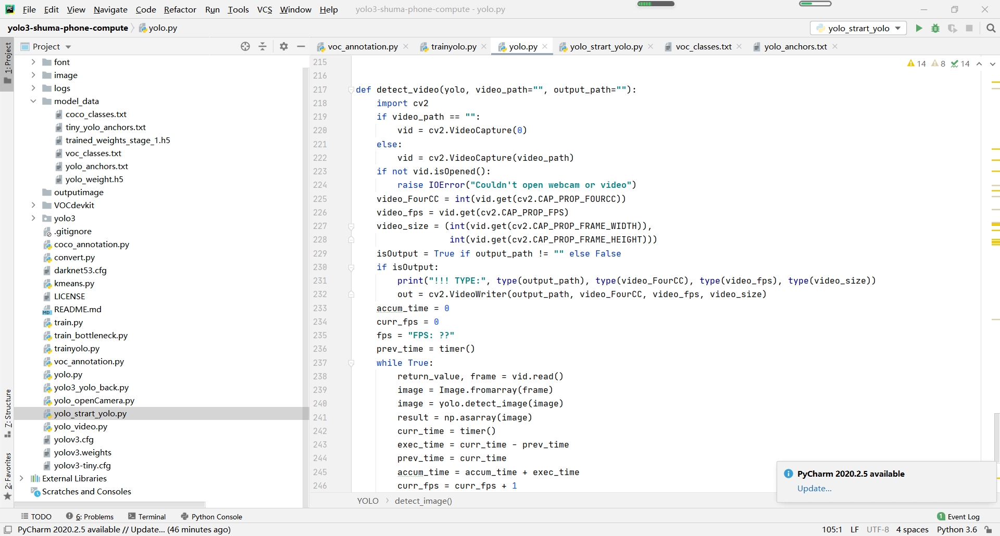 PC File Edit View Navigate Code Refactor Run Tools VCS Window Help yolo3-shuma-phone-compute - yolo.py
yolo3-shuma-phone-compute yolo.py yolo_strart_yolo
1: Project
7: Structure
2: Favorites
Project
font
image
logs
model_data
coco_classes.txt
tiny_yolo_anchors.txt
trained_weights_stage_1.h5
voc_classes.txt
yolo_anchors.txt
yolo_weight.h5
outputimage
VOCdevkit
yolo3
.gitignore
coco_annotation.py
convert.py
darknet53.cfg
kmeans.py
LICENSE
MD README.md
train.py
train_bottleneck.py
trainyolo.py
voc_annotation.py
yolo.py
yolo3_yolo_back.py
yolo_openCamera.py
yolo_strart_yolo.py
yolo_video.py
yolov3.cfg
yolov3.weights
yolov3-tiny.cfg
External Libraries
Scratches and Consoles
voc_annotation.py trainyolo.py yolo.py yolo_strart_yolo.py voc_classes.txt yolo_anchors.txt
14 8 14
215
216
217 def detect_video(yolo, video_path="", output_path=""):
218     import cv2
219     if video_path == "":
220         vid = cv2.VideoCapture(0)
221     else:
222         vid = cv2.VideoCapture(video_path)
223     if not vid.isOpened():
224         raise IOError("Couldn't open webcam or video")
225     video_FourCC = int(vid.get(cv2.CAP_PROP_FOURCC))
226     video_fps = vid.get(cv2.CAP_PROP_FPS)
227     video_size = (int(vid.get(cv2.CAP_PROP_FRAME_WIDTH)),
228                   int(vid.get(cv2.CAP_PROP_FRAME_HEIGHT)))
229     isOutput = True if output_path != "" else False
230     if isOutput:
231         print("!!! TYPE:", type(output_path), type(video_FourCC), type(video_fps), type(video_size))
232         out = cv2.VideoWriter(output_path, video_FourCC, video_fps, video_size)
233     accum_time = 0
234     curr_fps = 0
235     fps = "FPS: ??"
236     prev_time = timer()
237     while True:
238         return_value, frame = vid.read()
239         image = Image.fromarray(frame)
240         image = yolo.detect_image(image)
241         result = np.asarray(image)
242         curr_time = timer()
243         exec_time = curr_time - prev_time
244         prev_time = curr_time
245         accum_time = accum_time + exec_time
246         curr_fps = curr_fps + 1
YOLO detect_image()
PyCharm 2020.2.5 available
Update...
TODO 6: Problems Terminal Python Console 1 Event Log
PyCharm 2020.2.5 available // Update... (46 minutes ago) 105:1 LF UTF-8 4 spaces Python 3.6